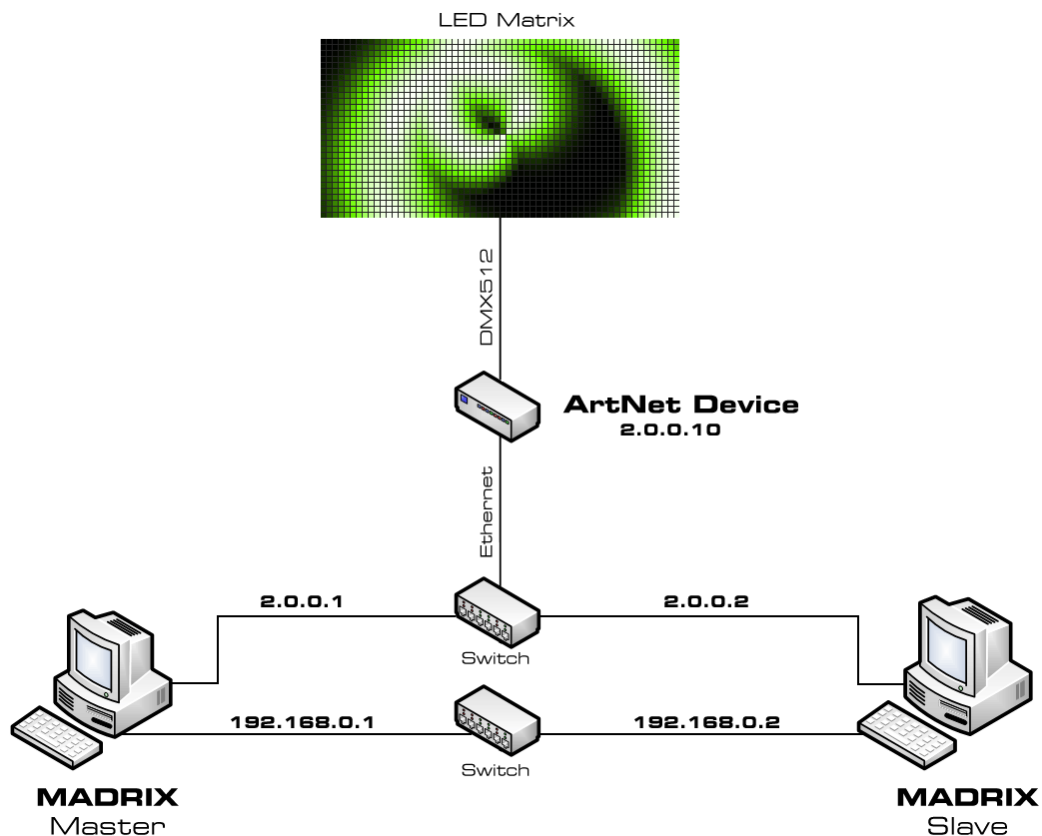 LED Matrix
DMX512
ArtNet Device
2.0.0.10
Ethernet
2.0.0.1
2.0.0.2
Switch
192.168.0.1
192.168.0.2
Switch
MADRIX
Master
MADRIX
Slave